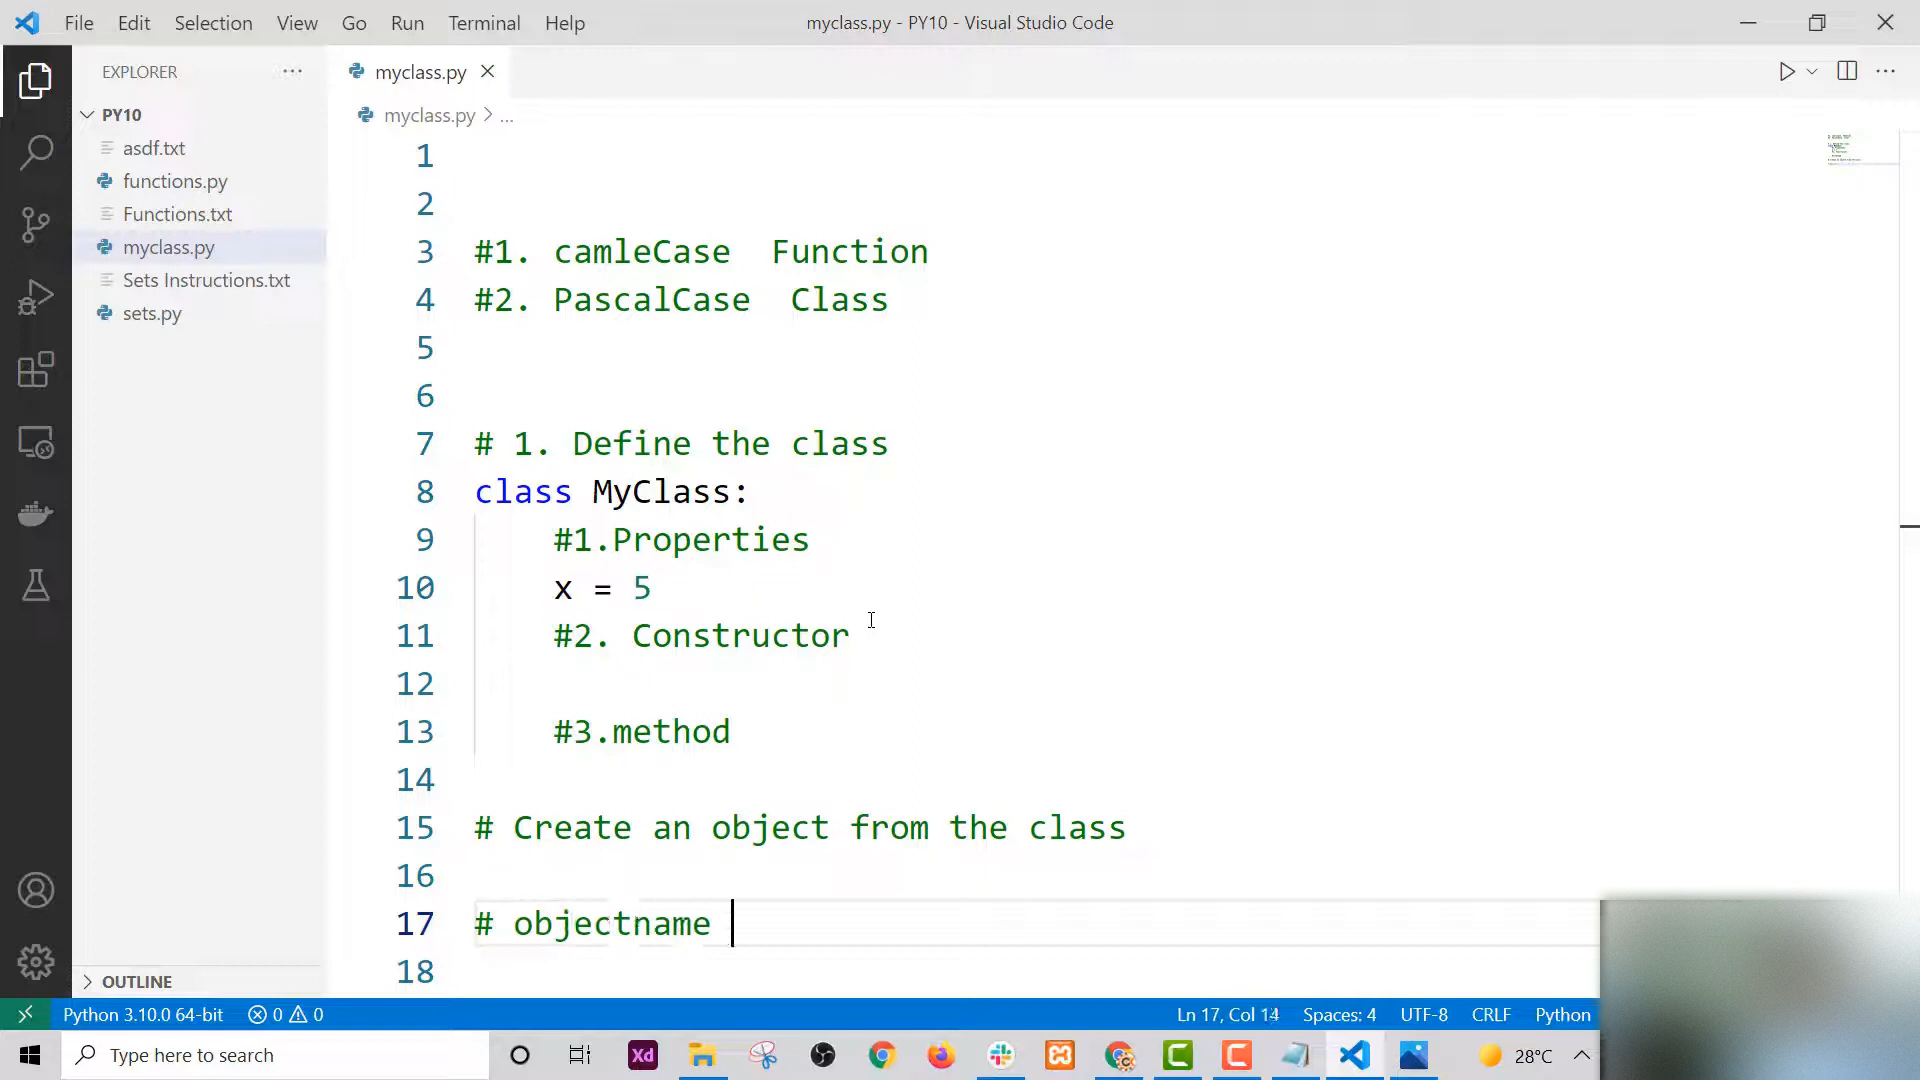 File Edit Selection View Go Run Terminal Help
myclass.py - PY10 - Visual Studio Code
EXPLORER
PY10
asdf.txt
functions.py
Functions.txt
myclass.py
Sets Instructions.txt
sets.py
OUTLINE
myclass.py
myclass.py > ...
1
2
3 #1. camleCase  Function
4 #2. PascalCase  Class
5
6
7 # 1. Define the class
8 class MyClass:
9 #1.Properties
10 x = 5
11 #2. Constructor
12
13 #3.method
14
15 # Create an object from the class
16
17 # objectname
18
Python 3.10.0 64-bit 0 0 Ln 17, Col 14 Spaces: 4 UTF-8 CRLF Python
Type here to search Xd 28°C